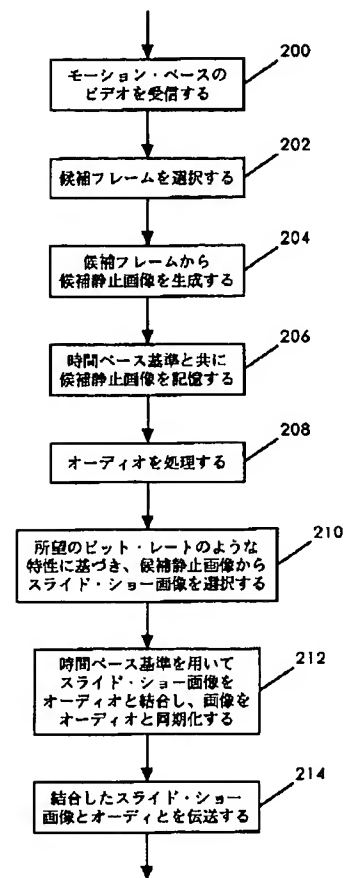 モーション・ベースの
ビデオを受信する
200
候補フレームを選択する
202
候補フレームから
候補静止画像を生成する
204
時間ベース基準と共に
候補静止画像を記憶する
206
オーディオを処理する
208
所望のビット・レートのような
特性に基づき、候補静止画像から
スライド・ショー画像を選択する
210
時間ベース基準を用いて
スライド・ショー画像を
オーディオと結合し、画像を
オーディオと同期化する
212
結合したスライド・ショー
画像とオーディとを伝送する
214